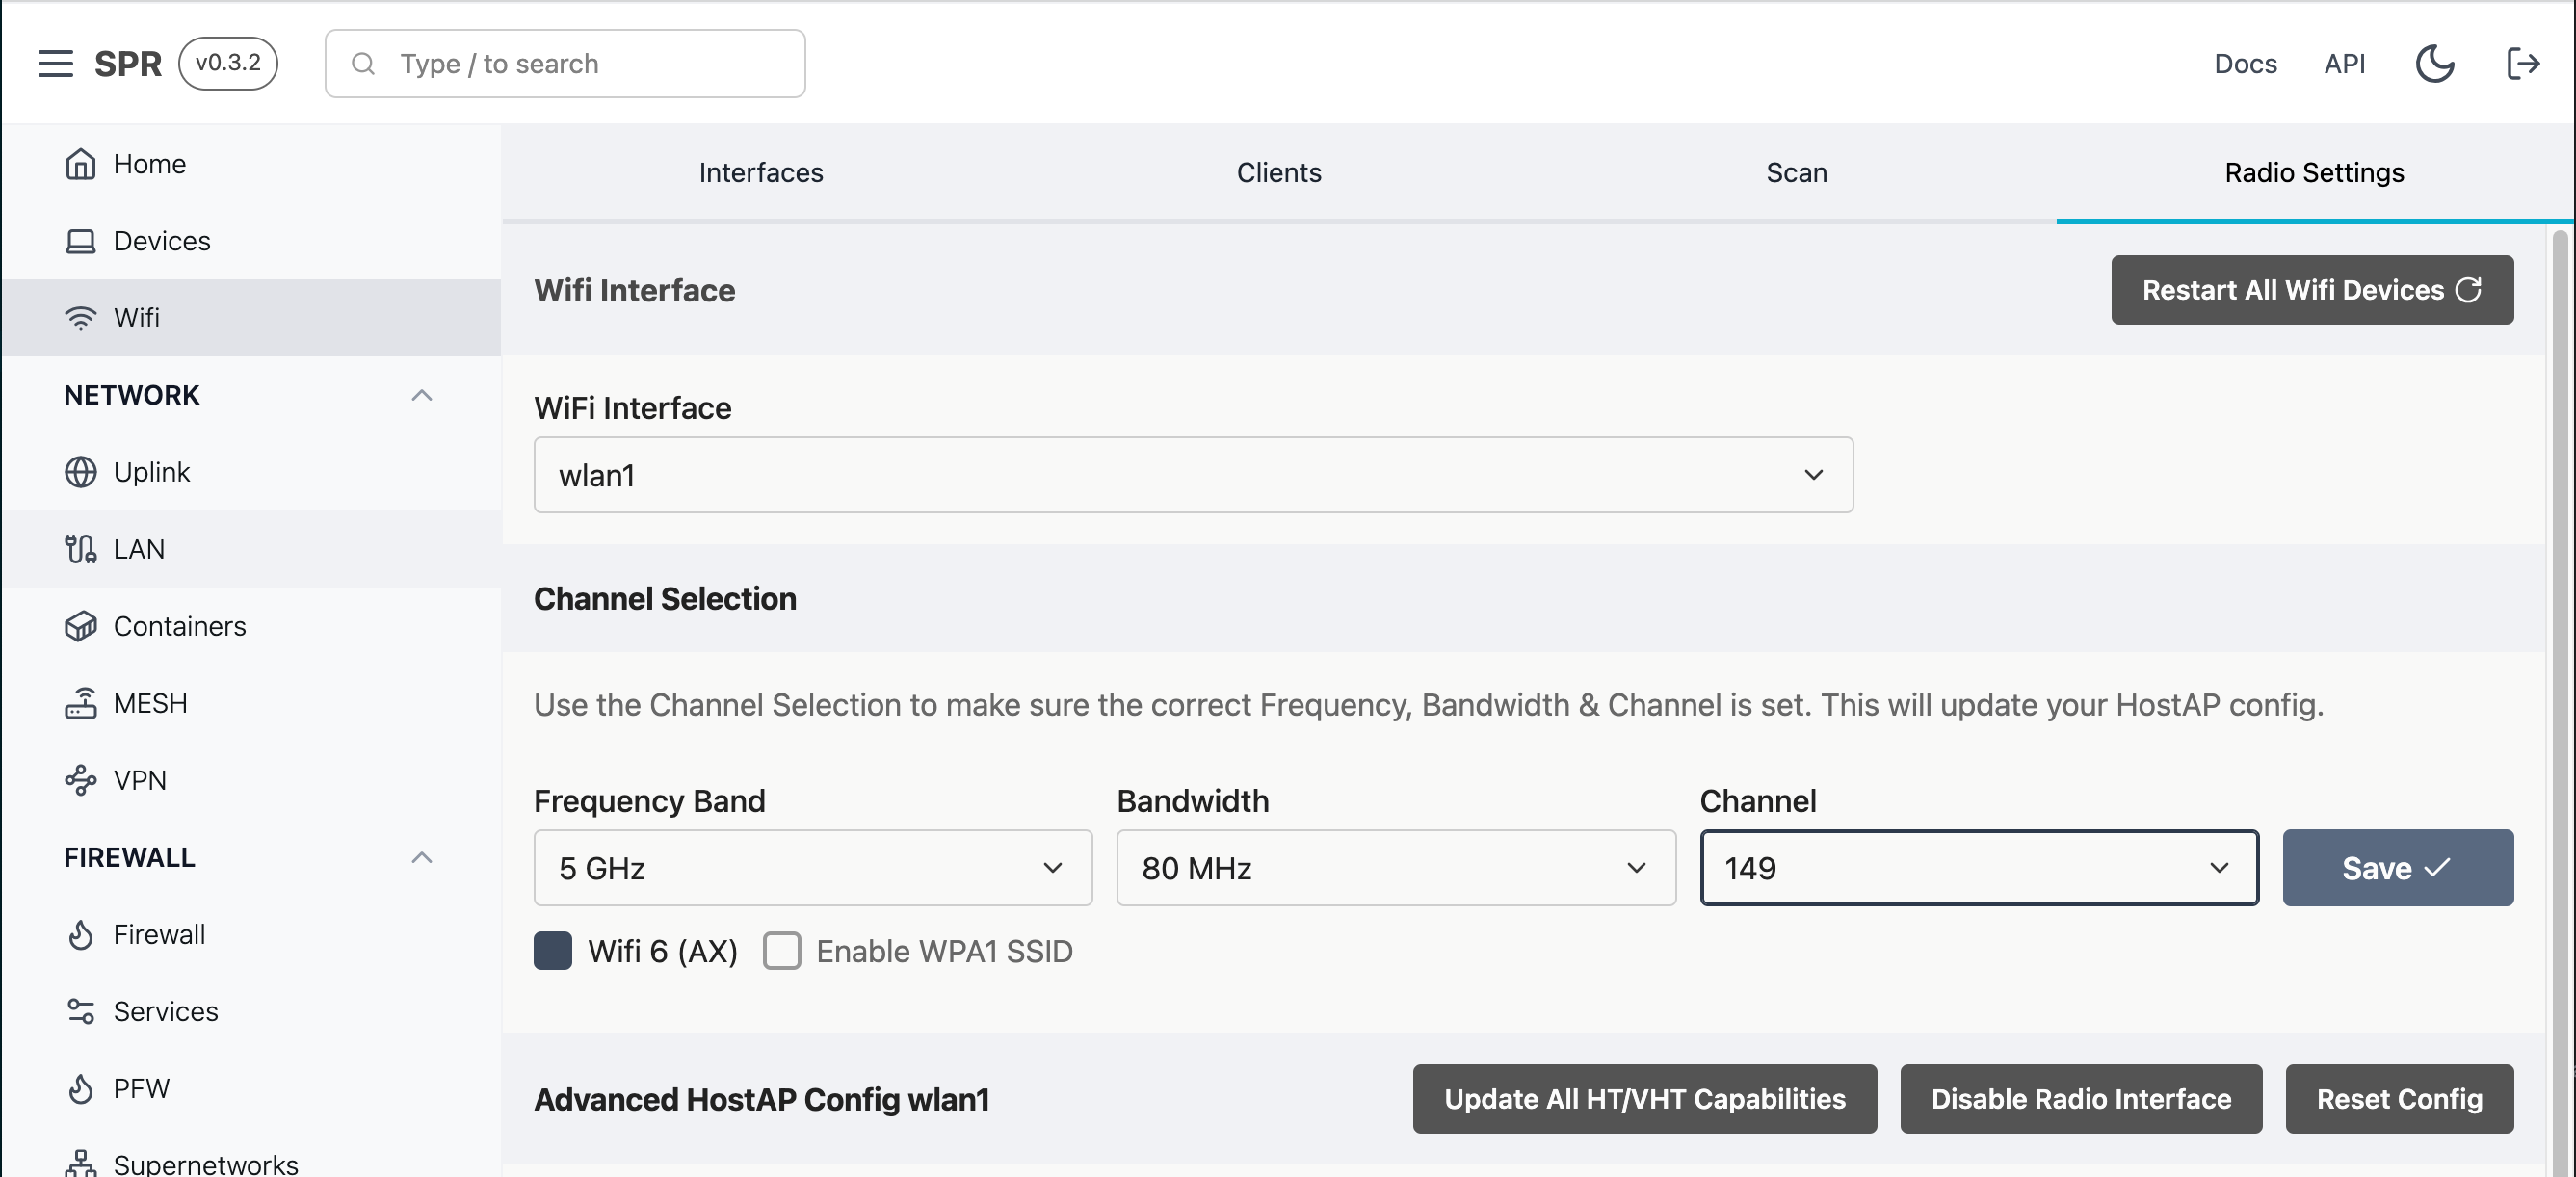 SPR v0.3.2 Type / to search Docs API
Home
Devices
Wifi
NETWORK
Uplink
LAN
Containers
MESH
VPN
FIREWALL
Firewall
Services
PFW
Supernetworks
Interfaces Clients Scan Radio Settings
Wifi Interface Restart All Wifi Devices
WiFi Interface
wlan1
Channel Selection
Use the Channel Selection to make sure the correct Frequency, Bandwidth & Channel is set. This will update your HostAP config.
Frequency Band Bandwidth Channel
5 GHz 80 MHz 149 Save
Wifi 6 (AX) Enable WPA1 SSID
Advanced HostAP Config wlan1 Update All HT/VHT Capabilities Disable Radio Interface Reset Config